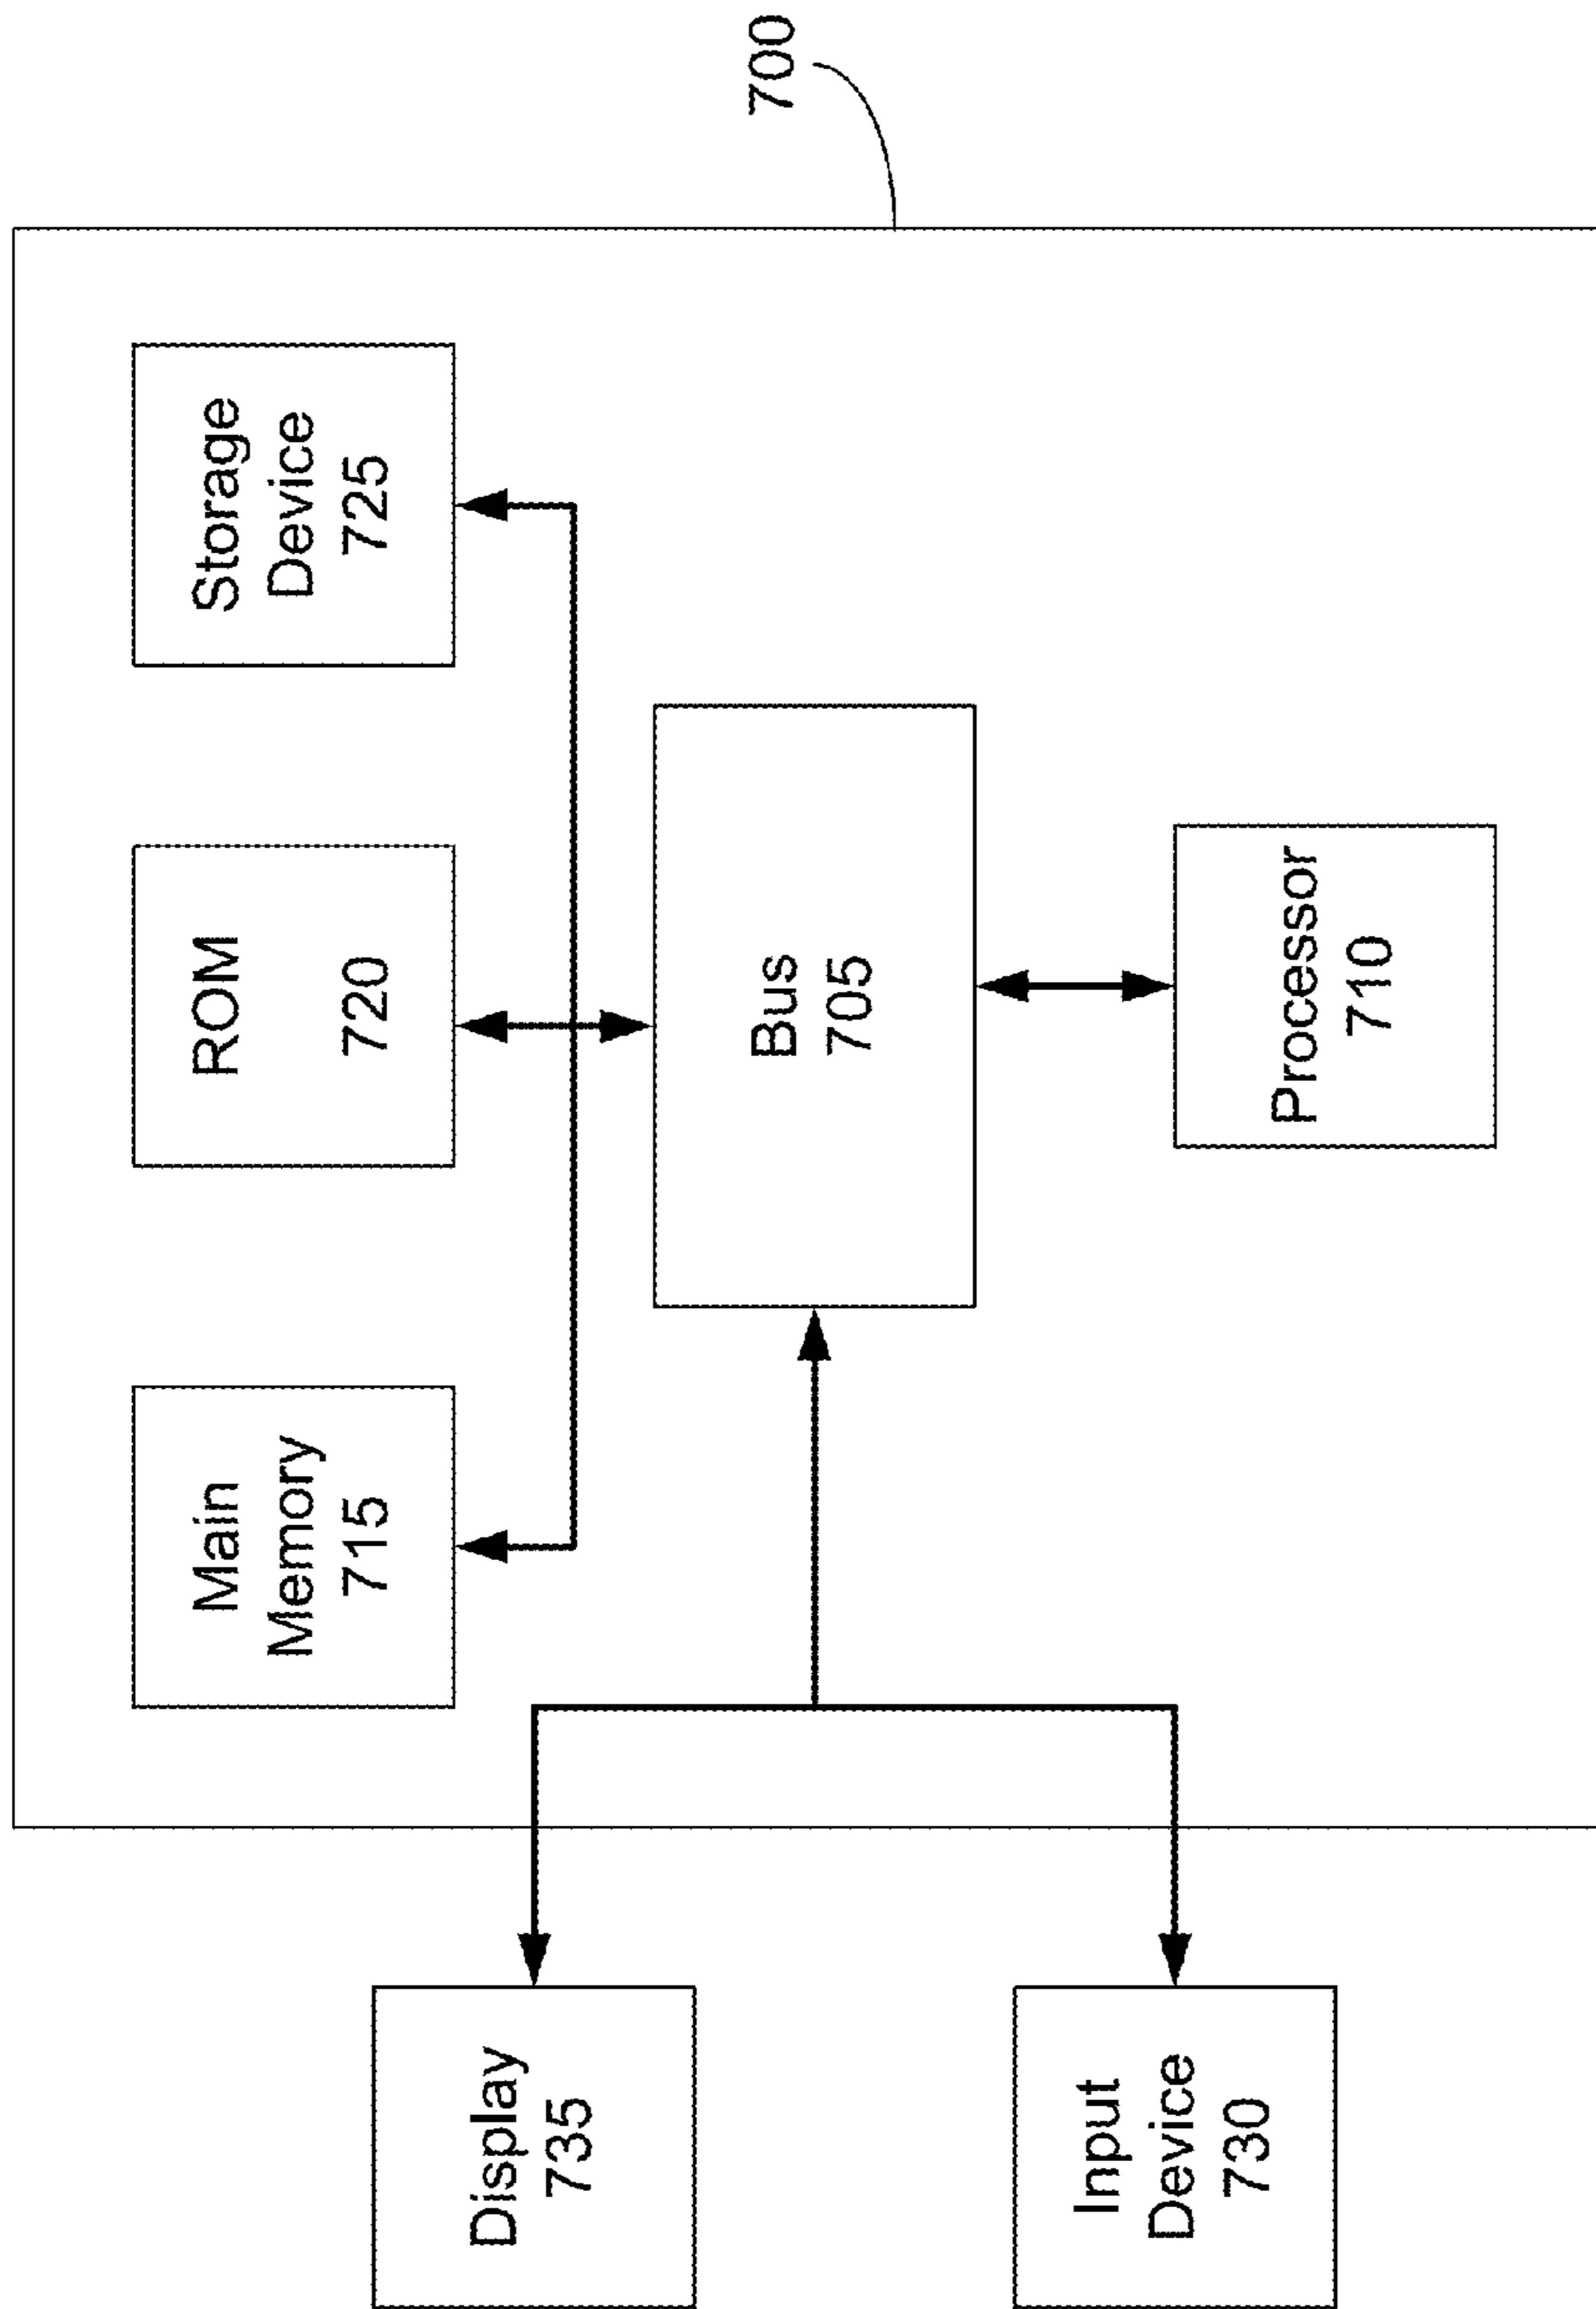 700
Main
Memory
715
ROM
720
Storage
Device
725
Display
735
Bus
705
Input
Device
730
Processor
710